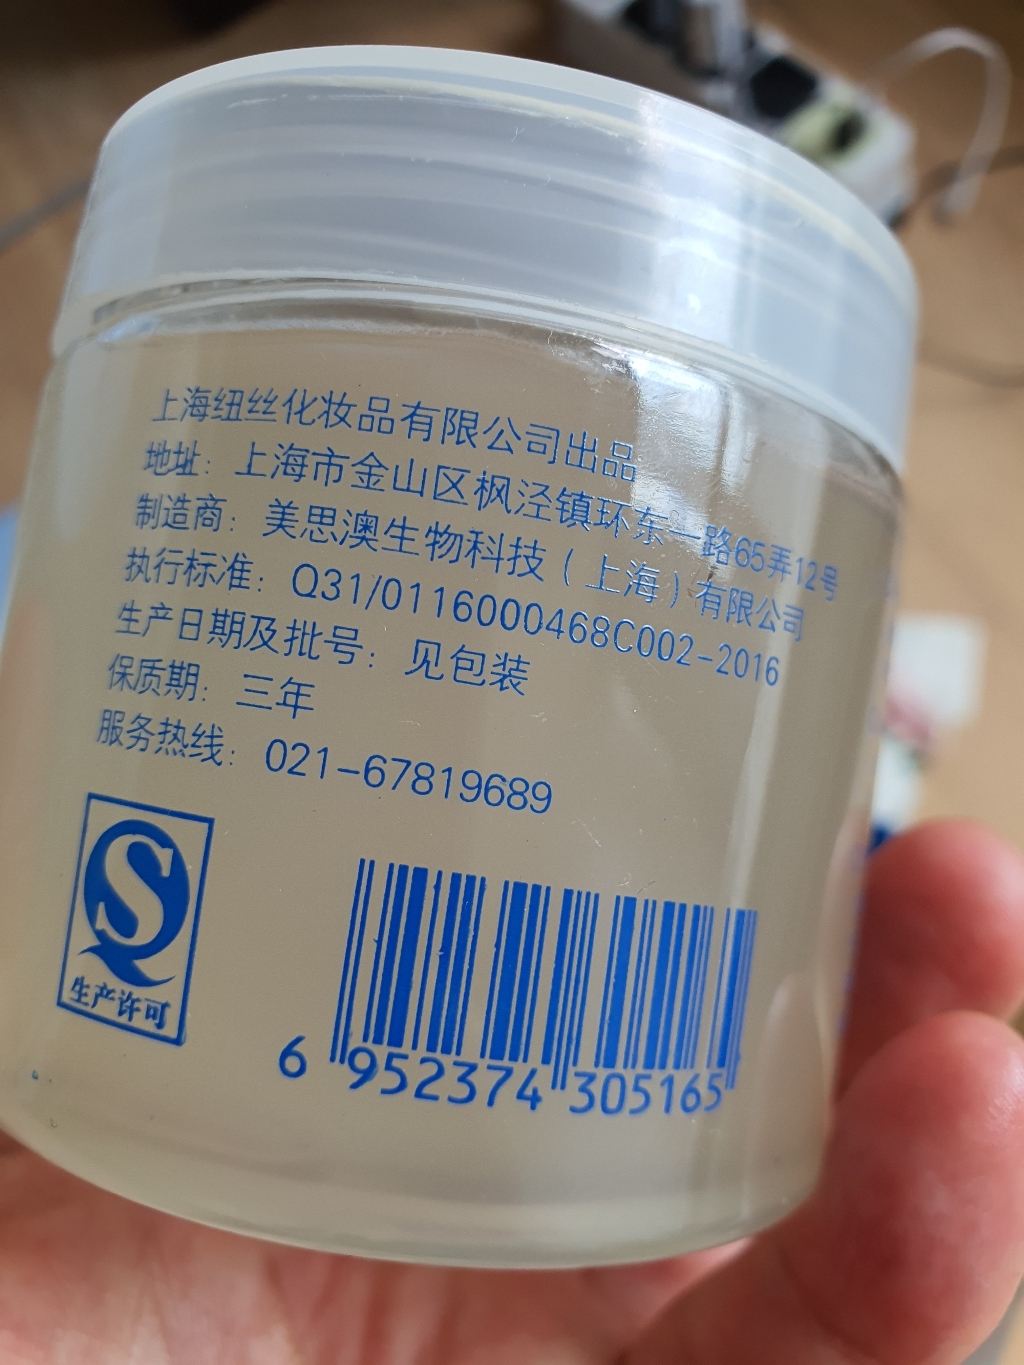 上海纽丝化妆品有限公司出品
地址：上海市金山区枫泾镇环东一路65弄12号
制造商：美思澳生物科技（上海）有限公司
执行标准：Q31/0116000468C002-2016
生产日期及批号：见包装
保质期：三年
服务热线：021-67819689
QS
生产许可
6 952374 305165